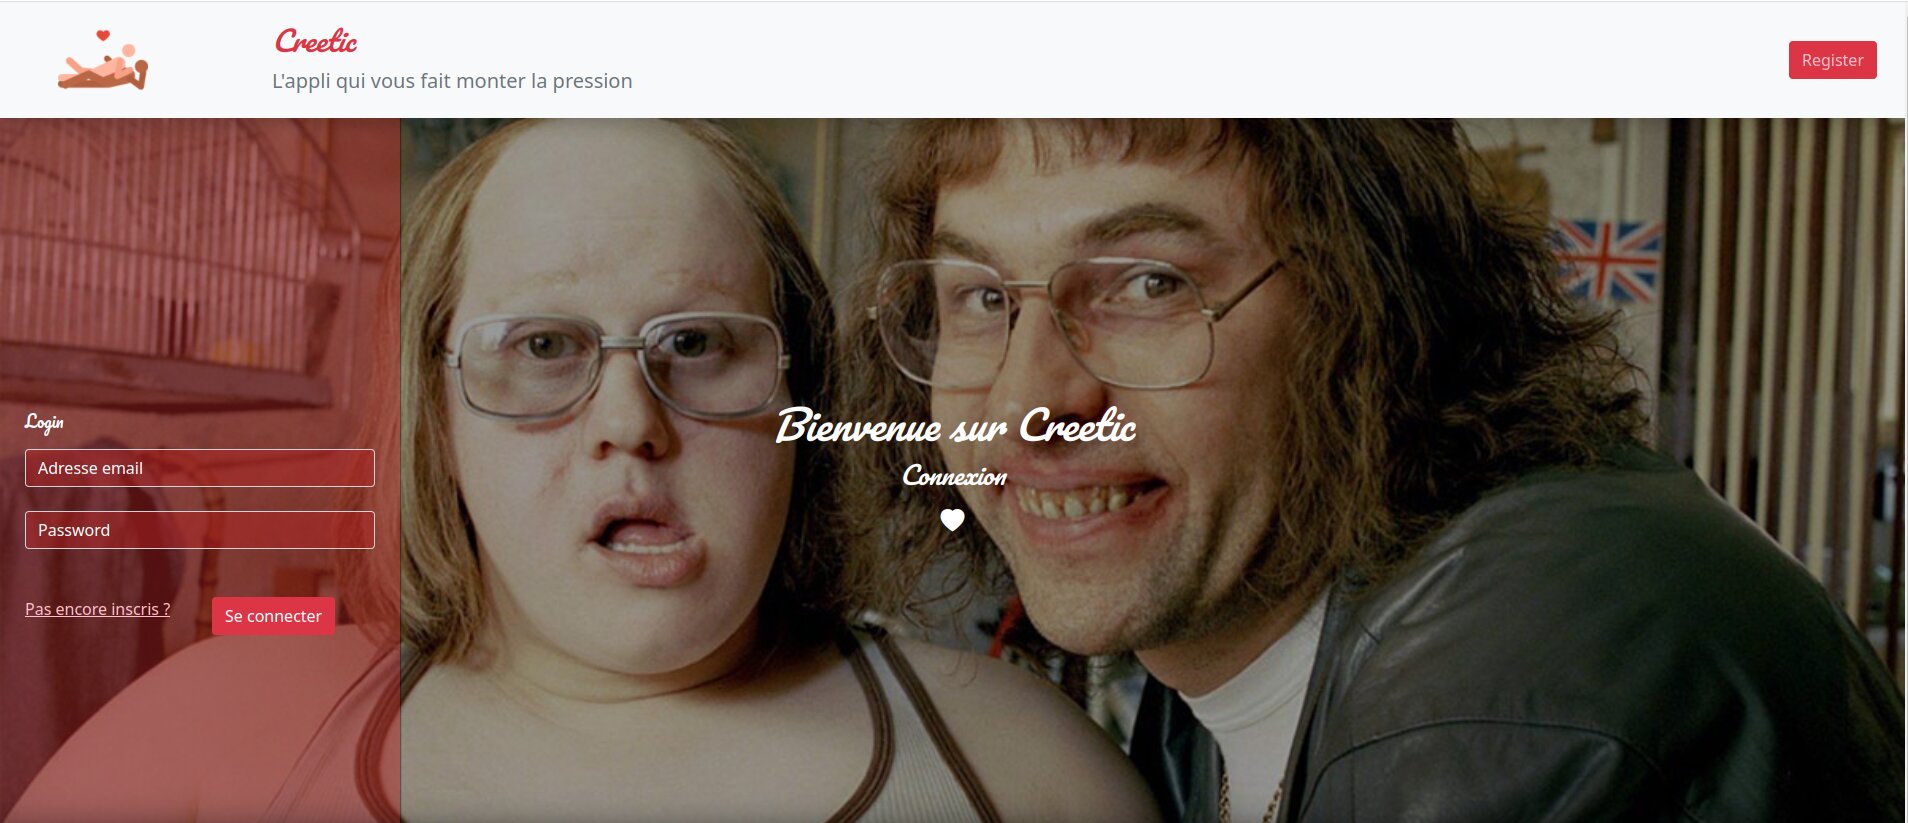 Creetic
L'appli qui vous fait monter la pression
Register
Login
Adresse email
Password
Pas encore inscris ?
Se connecter
Bienvenue sur Creetic
Connexion